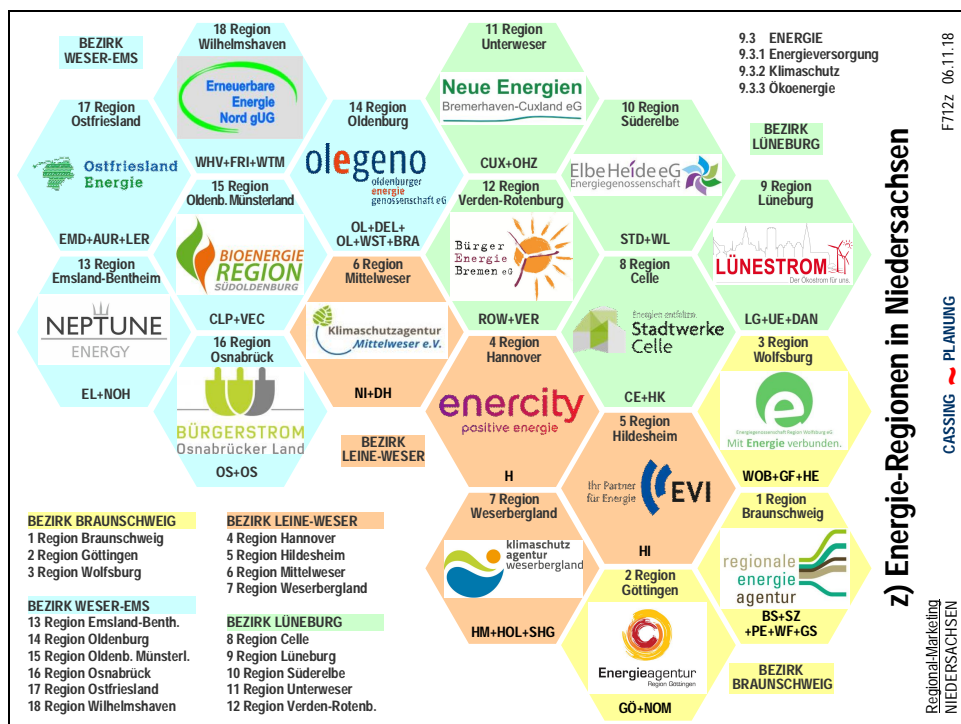 BEZIRK
WESER-EMS
18 Region
Wilhelmshaven
Erneuerbare
Energie
Nord gUG
WHV+FRI+WTM
11 Region
Unterweser
Neue Energien
Bremerhaven-Cuxland eG
CUX+OHZ
9.3 ENERGIE
9.3.1 Energieversorgung
9.3.2 Klimaschutz
9.3.3 Ökoenergie
17 Region
Ostfriesland
Ostfriesland
Energie
EMD+AUR+LER
14 Region
Oldenburg
olegeno
oldenburger
energie
genossenschaft eG
OL+DEL+
OL+WST+BRA
10 Region
Süderelbe
ElbeHeide eG
Energiegenossenschaft
STD+WL
BEZIRK
LÜNEBURG
15 Region
Oldenb. Münsterland
BIOENERGIE
REGION
SÜDOLDENBURG
CLP+VEC
12 Region
Verden-Rotenburg
Bürger
Energie
Bremen eG
ROW+VER
9 Region
Lüneburg
LÜNESTROM
Der Ökostrom für uns.
LG+UE+DAN
13 Region
Emsland-Bentheim
NEPTUNE
ENERGY
EL+NOH
6 Region
Mittelweser
Klimaschutzagentur
Mittelweser e.V.
NI+DH
8 Region
Celle
Energien entfalten.
Stadtwerke
Celle
CE+HK
16 Region
Osnabrück
BÜRGERSTROM
Osnabrücker Land
OS+OS
4 Region
Hannover
enercity
positive energie
H
3 Region
Wolfsburg
e
Energiegenossenschaft Region Wolfsburg eG
Mit Energie verbunden.
WOB+GF+HE
BEZIRK
LEINE-WESER
5 Region
Hildesheim
Ihr Partner
für Energie
EVI
HI
7 Region
Weserbergland
klimaschutz
agentur
weserbergland
HM+HOL+SHG
1 Region
Braunschweig
regionale
energie
agentur
BS+SZ
+PE+WF+GS
2 Region
Göttingen
Energieagentur
Region Göttingen
GÖ+NOM
BEZIRK
BRAUNSCHWEIG
BEZIRK BRAUNSCHWEIG
1 Region Braunschweig
2 Region Göttingen
3 Region Wolfsburg
BEZIRK LEINE-WESER
4 Region Hannover
5 Region Hildesheim
6 Region Mittelweser
7 Region Weserbergland
BEZIRK WESER-EMS
13 Region Emsland-Benth.
14 Region Oldenburg
15 Region Oldenb. Münsterl.
16 Region Osnabrück
17 Region Ostfriesland
18 Region Wilhelmshaven
BEZIRK LÜNEBURG
8 Region Celle
9 Region Lüneburg
10 Region Süderelbe
11 Region Unterweser
12 Region Verden-Rotenb.
z) Energie-Regionen in Niedersachsen
F712z 06.11.18
CASSING ~ PLANUNG
Regional-Marketing
NIEDERSACHSEN